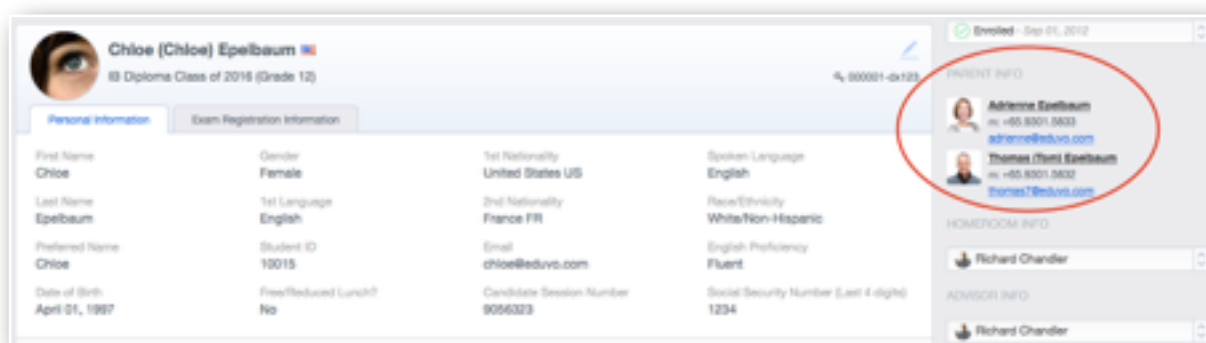 Chloe (Chloe) Epelbaum
IB Diploma Class of 2016 (Grade 12)
000001-dx123
Personal Information
Exam Registration Information
First Name
Gender
1st Nationality
Spoken Language
Chloe
Female
United States US
English
Last Name
1st Language
2nd Nationality
Race/Ethnicity
Epelbaum
English
France FR
White/Non-Hispanic
Preferred Name
Student ID
Email
English Proficiency
Chloe
10015
chloe@eduvo.com
Fluent
Date of Birth
Free/Reduced Lunch?
Candidate Session Number
Social Security Number (Last 4 digits)
April 01, 1997
No
9056323
1234
Enrolled - Sep 01, 2012
PARENT INFO
Adrienne Epelbaum
m: +65.9301.5833
adrienne@eduvo.com
Thomas (Tom) Epelbaum
m: +65.9301.5832
thomas7@eduvo.com
HOMEROOM INFO
Richard Chandler
ADVISOR INFO
Richard Chandler